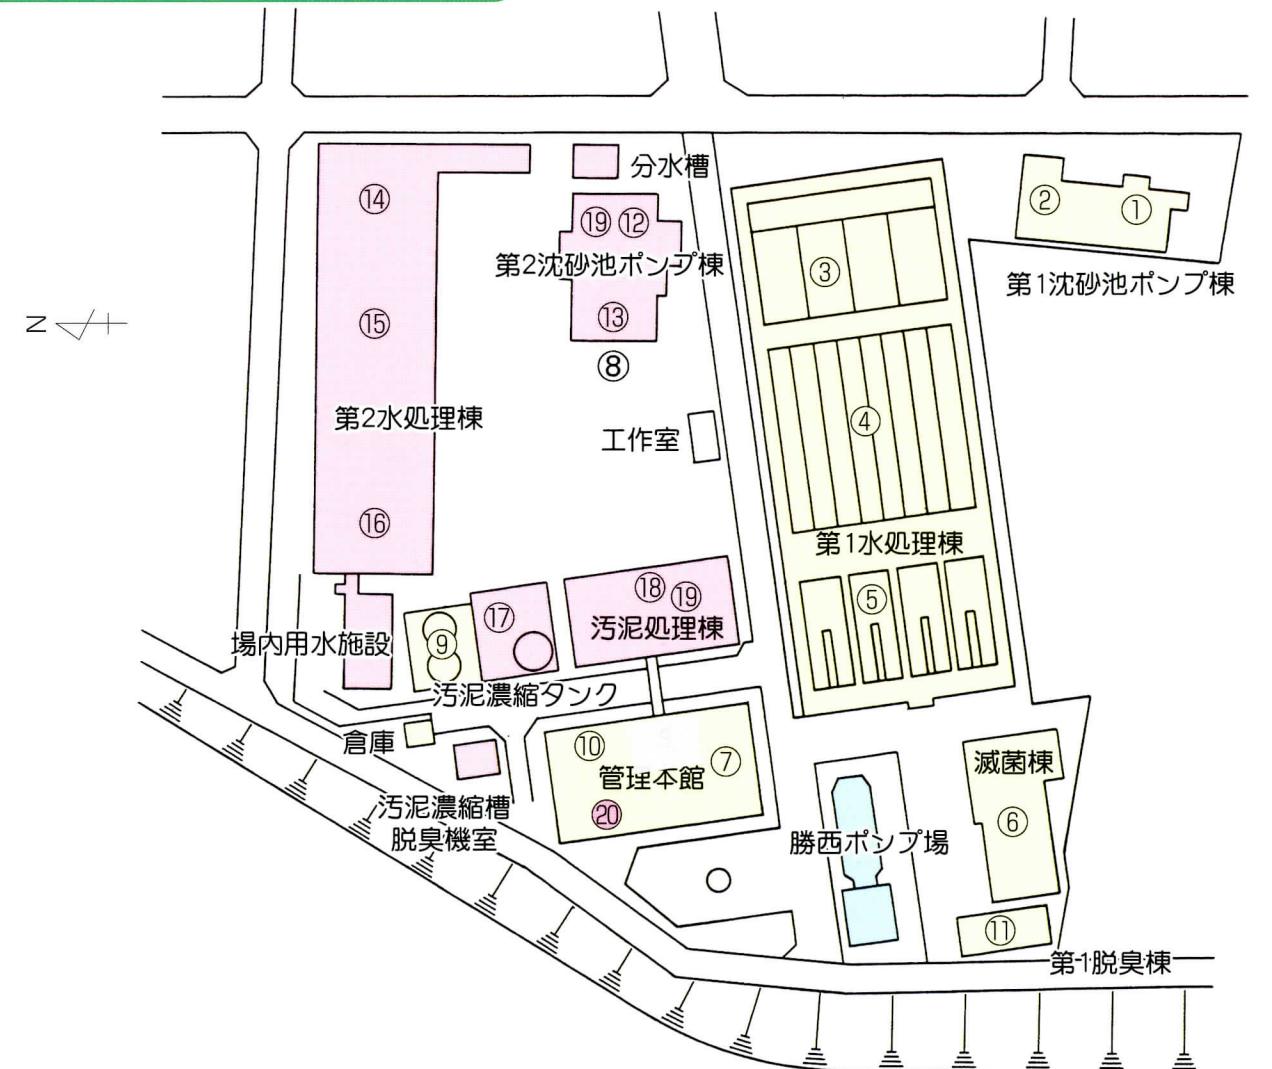 分水槽
⑭
⑲ ⑫
② ①
第2沈砂池ポンプ棟
③
第1沈砂池ポンプ棟
⑬
⑮
N
⑧
第2水処理棟
④
工作室
⑯
第1水処理棟
⑱ ⑲
⑤
⑰
汚泥処理棟
⑨
場内用水施設
汚泥濃縮タンク
倉庫
⑩
⑦
管理本館
滅菌棟
汚泥濃縮槽
脱臭機室
⑳
⑥
勝西ポンプ場
⑪
第1脱臭棟